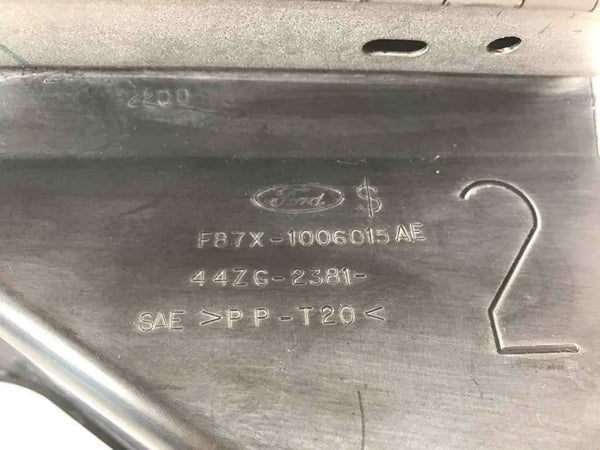 Ford $
F87X-1006015AE
44ZG-2381-
SAE >PP-T20<
2